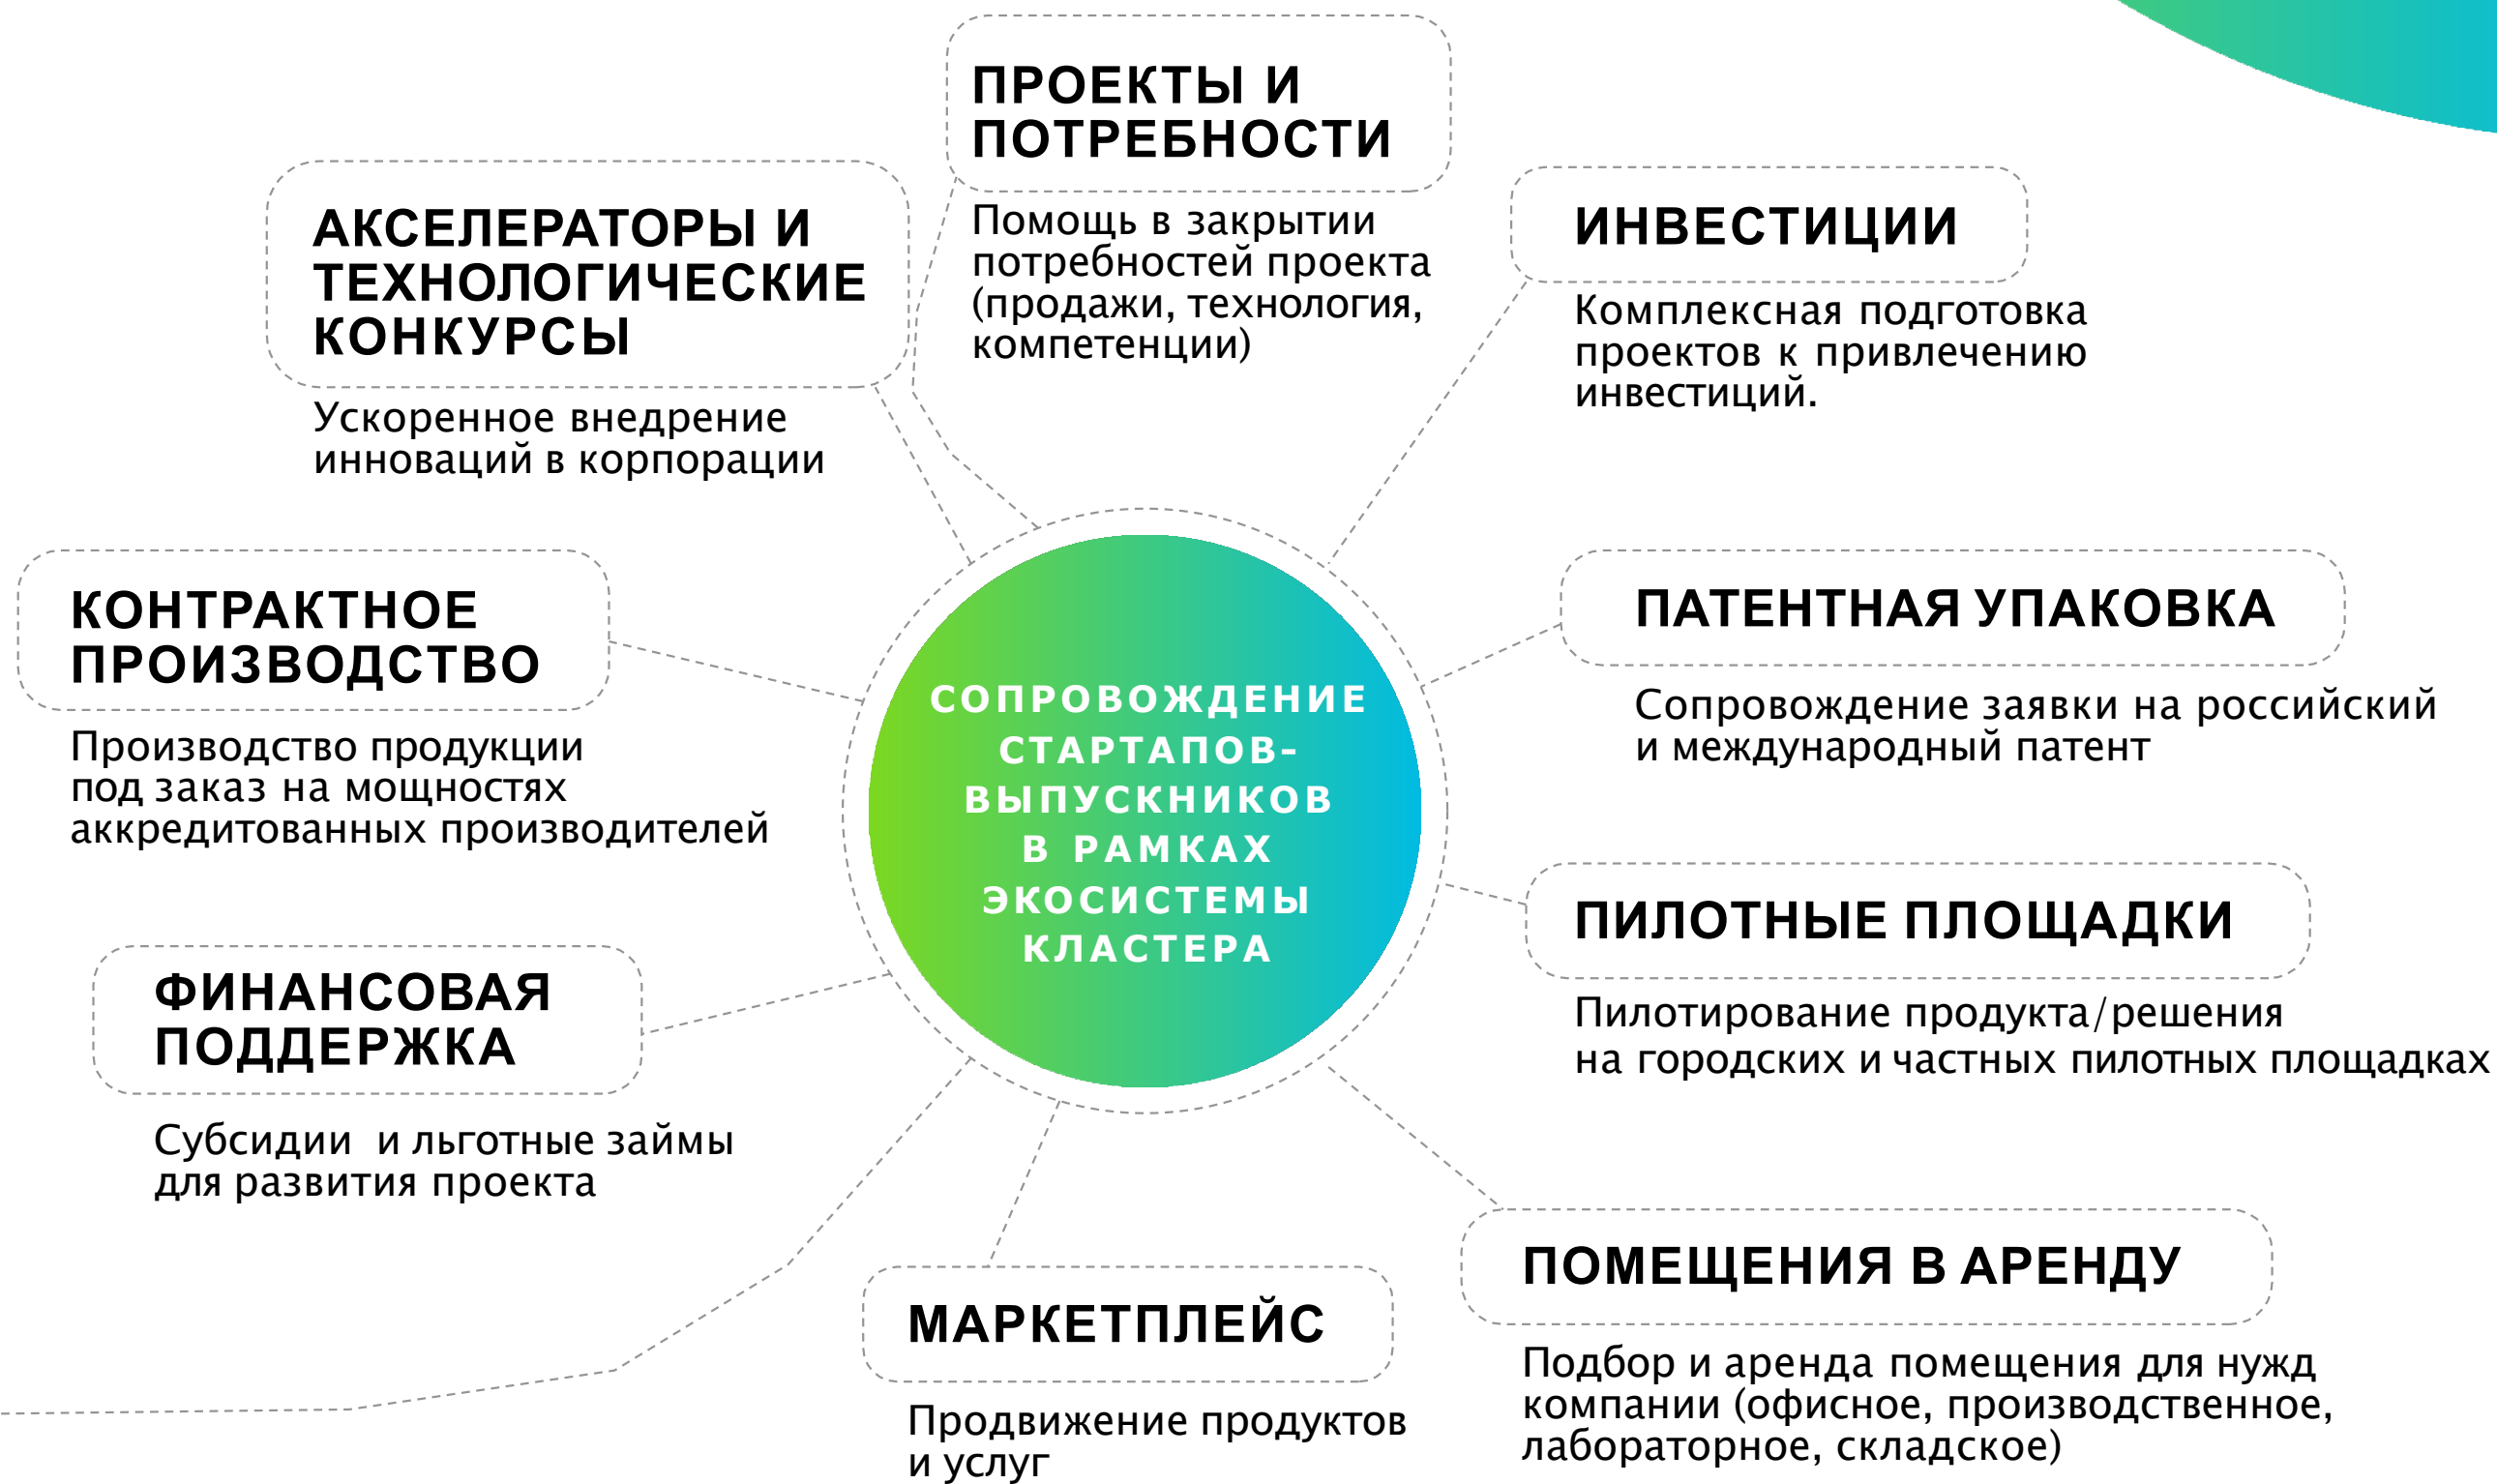 ПРОЕКТЫ И
ПОТРЕБНОСТИ
Помощь в закрытии
потребностей проекта
(продажи, технология,
компетенции)
АКСЕЛЕРАТОРЫ И
ТЕХНОЛОГИЧЕСКИЕ
КОНКУРСЫ
Ускоренное внедрение
инноваций в корпорации
ИНВЕСТИЦИИ
Комплексная подготовка
проектов к привлечению
инвестиций.
КОНТРАКТНОЕ
ПРОИЗВОДСТВО
Производство продукции
под заказ на мощностях
аккредитованных производителей
ПАТЕНТНАЯ УПАКОВКА
Сопровождение заявки на российский
и международный патент
СОПРОВОЖДЕНИЕ
СТАРТАПОВ-
ВЫПУСКНИКОВ
В РАМКАХ
ЭКОСИСТЕМЫ
КЛАСТЕРА
ПИЛОТНЫЕ ПЛОЩАДКИ
Пилотирование продукта/решения
на городских и частных пилотных площадках
ФИНАНСОВАЯ
ПОДДЕРЖКА
Субсидии и льготные займы
для развития проекта
МАРКЕТПЛЕЙС
Продвижение продуктов
и услуг
ПОМЕЩЕНИЯ В АРЕНДУ
Подбор и аренда помещения для нужд
компании (офисное, производственное,
лабораторное, складское)